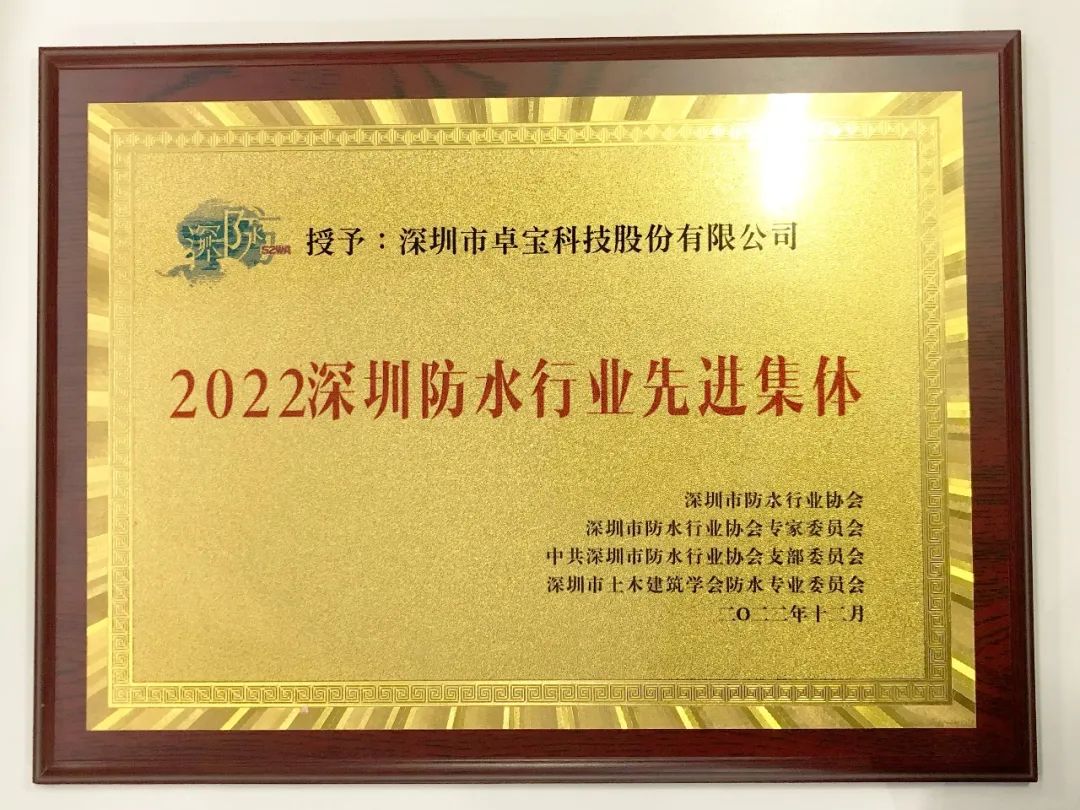 深防 SZWA
授予：深圳市卓宝科技股份有限公司
2022深圳防水行业先进集体
深圳市防水行业协会
深圳市防水行业协会专家委员会
中共深圳市防水行业协会支部委员会
深圳市土木建筑学会防水专业委员会
二〇二二年十二月